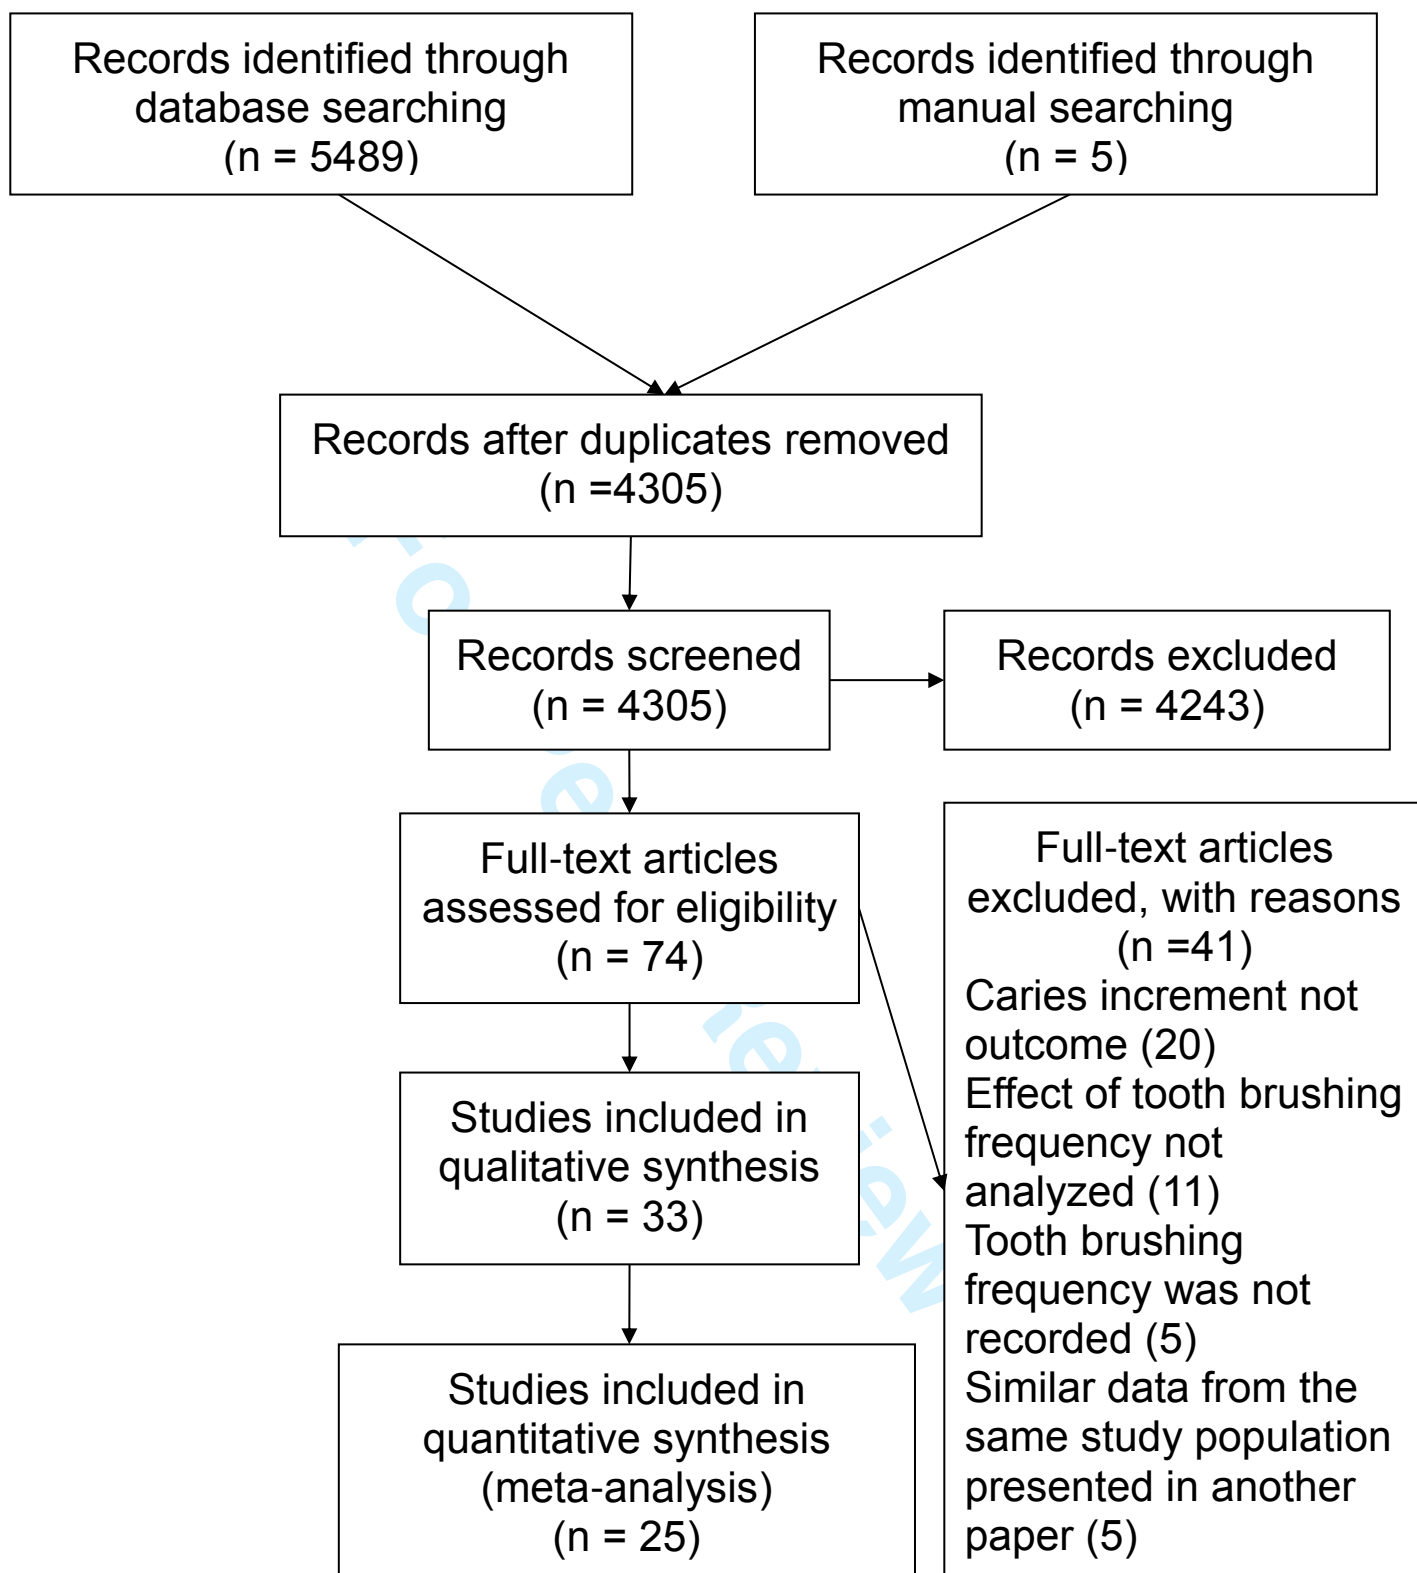 Records identified through
database searching
(n = 5489)
Records identified through
manual searching
(n = 5)
Records after duplicates removed
(n =4305)
Records screened
(n = 4305)
Records excluded
(n = 4243)
Full-text articles
assessed for eligibility
(n = 74)
Full-text articles
excluded, with reasons
(n =41)
Caries increment not
outcome (20)
Effect of tooth brushing
frequency not
analyzed (11)
Tooth brushing
frequency was not
recorded (5)
Similar data from the
same study population
presented in another
paper (5)
Studies included in
qualitative synthesis
(n = 33)
Studies included in
quantitative synthesis
(meta-analysis)
(n = 25)